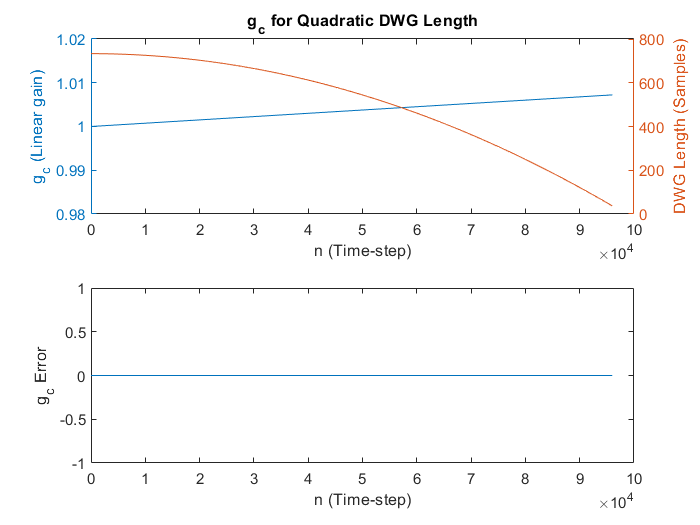 g_c for Quadratic DWG Length
g_c (Linear gain)
1.02
1.01
1
0.99
0.98
800
600
400
200
0
DWG Length (Samples)
0 1 2 3 4 5 6 7 8 9 10
n (Time-step)
×10^4
g_c Error
1
0.5
0
-0.5
-1
0 1 2 3 4 5 6 7 8 9 10
n (Time-step)
×10^4